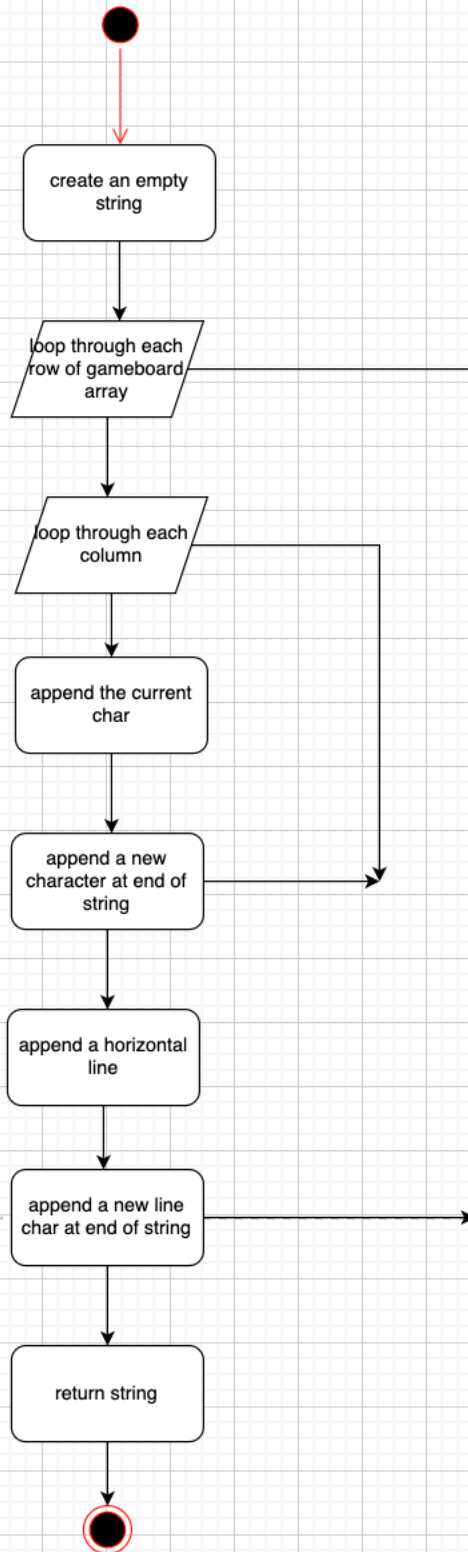 create an empty
string
loop through each
row of gameboard
array
loop through each
column
append the current
char
append a new
character at end of
string
append a horizontal
line
append a new line
char at end of string
return string